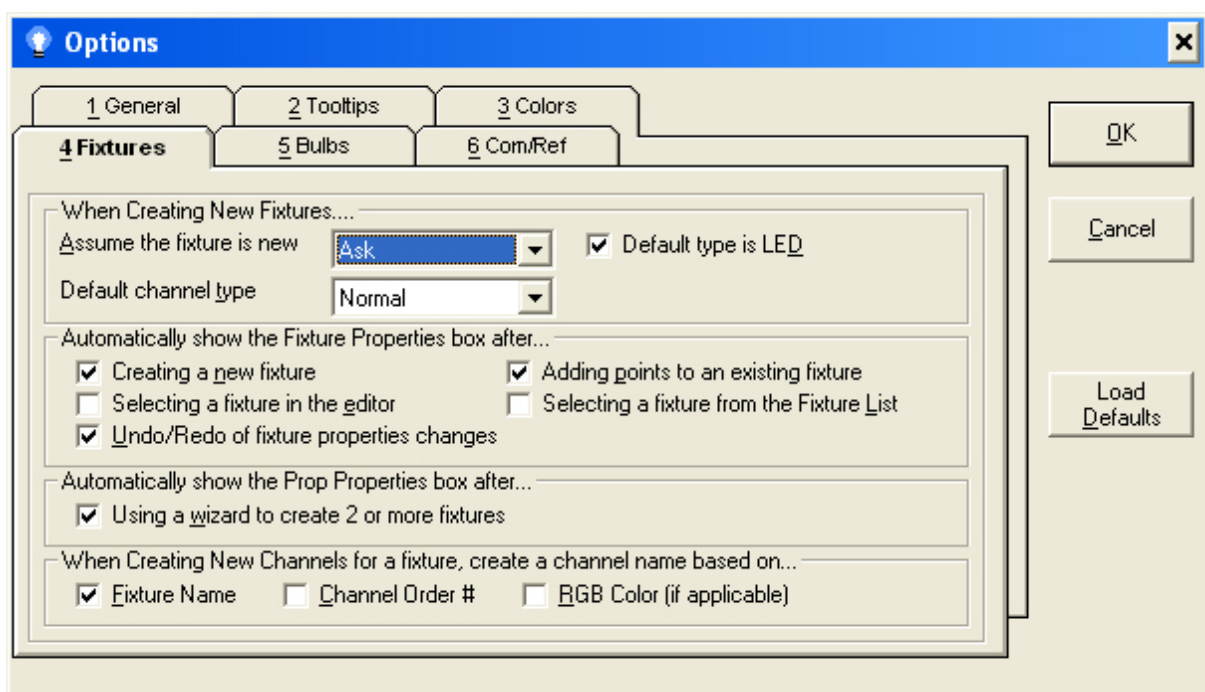 Options
1 General 2 Tooltips 3 Colors
4 Fixtures 5 Bulbs 6 Com/Ref
OK
Cancel
Load
Defaults
When Creating New Fixtures....
Assume the fixture is new Ask Default type is LED
Default channel type Normal
Automatically show the Fixture Properties box after...
Creating a new fixture Adding points to an existing fixture
Selecting a fixture in the editor Selecting a fixture from the Fixture List
Undo/Redo of fixture properties changes
Automatically show the Prop Properties box after...
Using a wizard to create 2 or more fixtures
When Creating New Channels for a fixture, create a channel name based on...
Fixture Name Channel Order # RGB Color (if applicable)